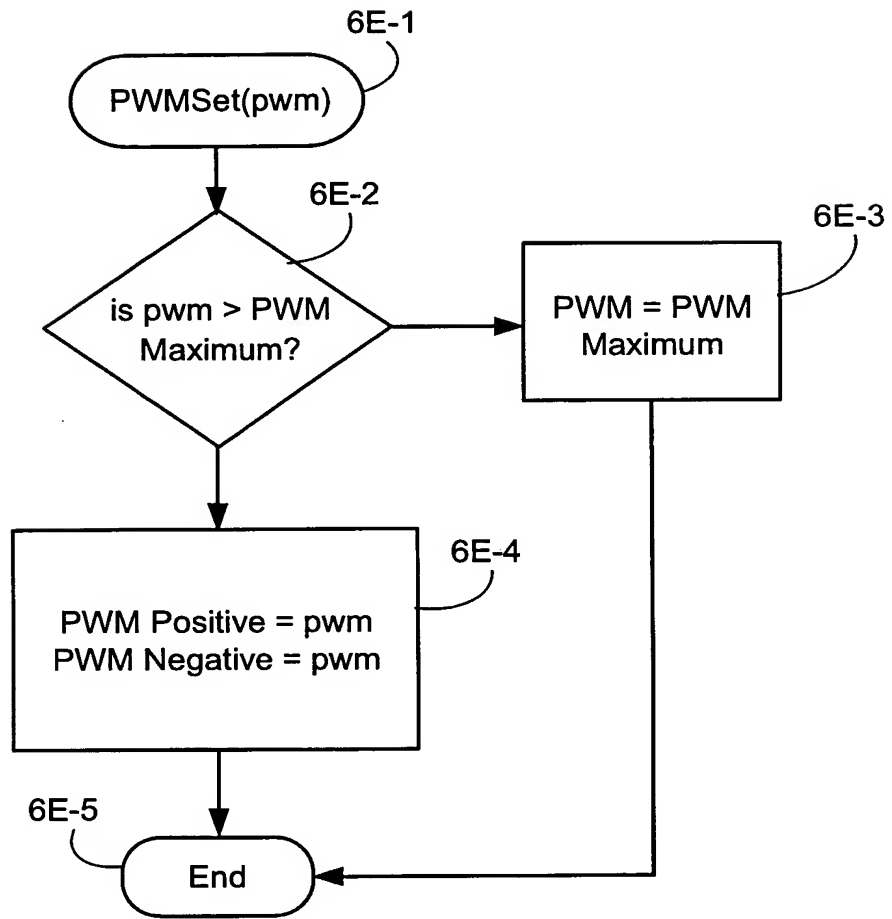 6E-1
PWMSet(pwm)
6E-2
is pwm > PWM
Maximum?
6E-3
PWM = PWM
Maximum
6E-4
PWM Positive = pwm
PWM Negative = pwm
6E-5
End